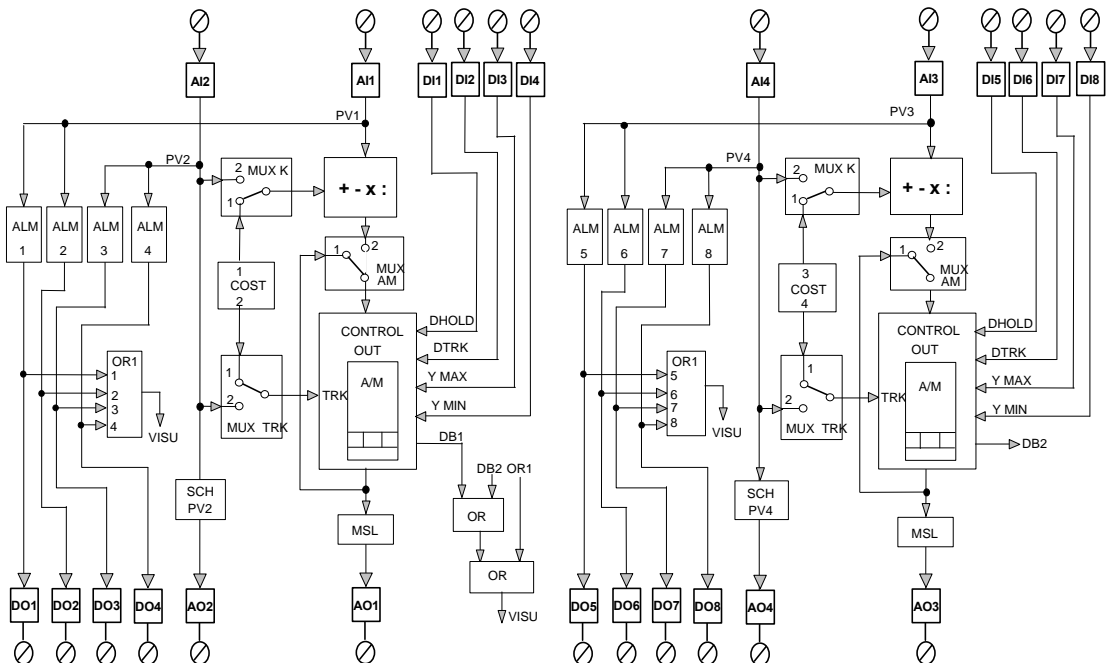 AI2
AI1
DI1
DI2
DI3
DI4
AI4
AI3
DI5
DI6
DI7
DI8
PV1
PV2
2
MUX K
1
+ - x :
ALM
1
ALM
2
ALM
3
ALM
4
1
2
MUX
AM
1
COST
2
CONTROL
OUT
A/M
DHOLD
DTRK
Y MAX
Y MIN
TRK
DB1
OR1
1
2
3
4
VISU
1
2
MUX TRK
SCH
PV2
MSL
DB2 OR1
OR
OR
VISU
DO1
DO2
DO3
DO4
AO2
AO1
PV3
PV4
2
MUX K
1
+ - x :
ALM
5
ALM
6
ALM
7
ALM
8
1
2
MUX
AM
3
COST
4
CONTROL
OUT
A/M
DHOLD
DTRK
Y MAX
Y MIN
TRK
DB2
OR1
5
6
7
8
VISU
1
2
MUX TRK
SCH
PV4
MSL
DO5
DO6
DO7
DO8
AO4
AO3